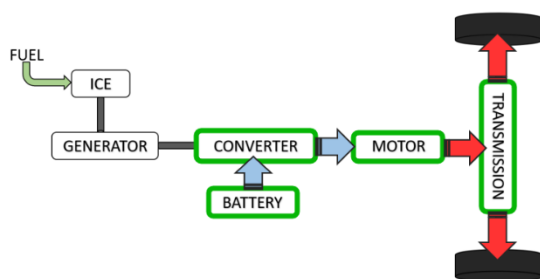 FUEL
ICE
GENERATOR
CONVERTER
MOTOR
BATTERY
TRANSMISSION